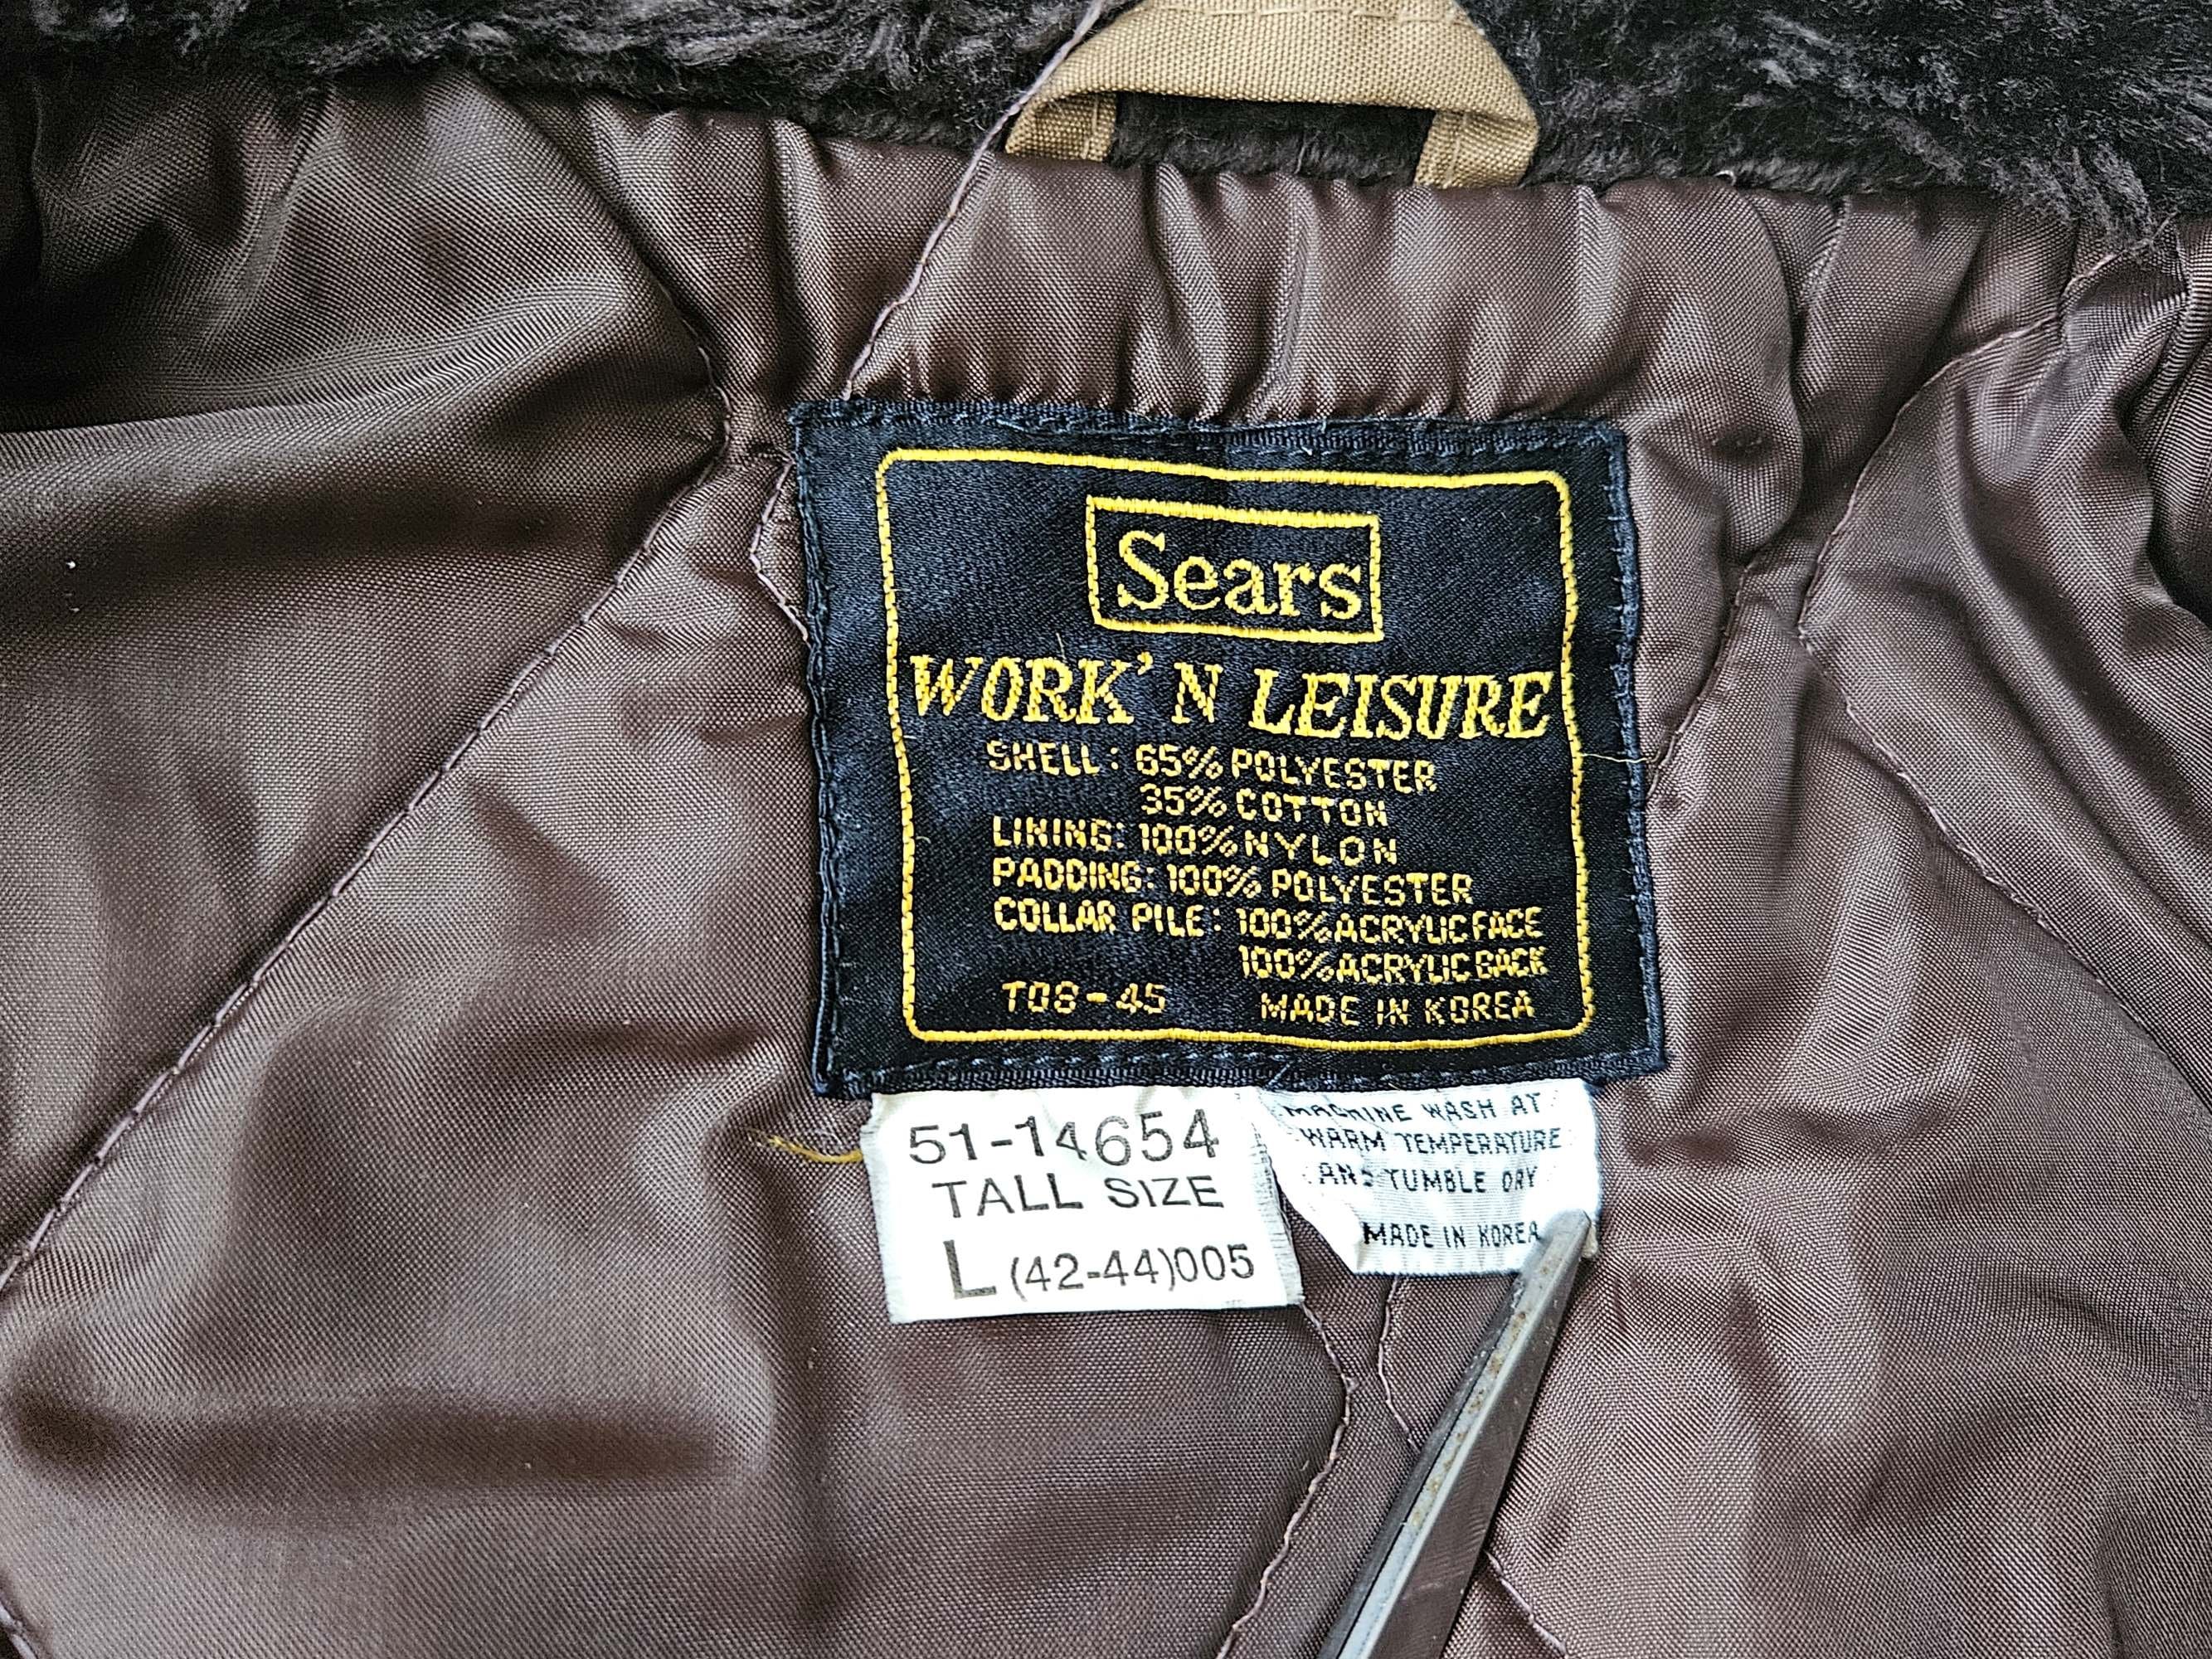 Sears
WORK'N LEISURE
SHELL: 65% POLYESTER
35% COTTON
LINING: 100% NYLON
PADDING: 100% POLYESTER
COLLAR PILE: 100% ACRYLIC FACE
100% ACRYLIC BACK
T08-45 MADE IN KOREA
51-14654
TALL SIZE
L (42-44)005
MACHINE WASH AT
WARM TEMPERATURE
AND TUMBLE DRY
MADE IN KOREA